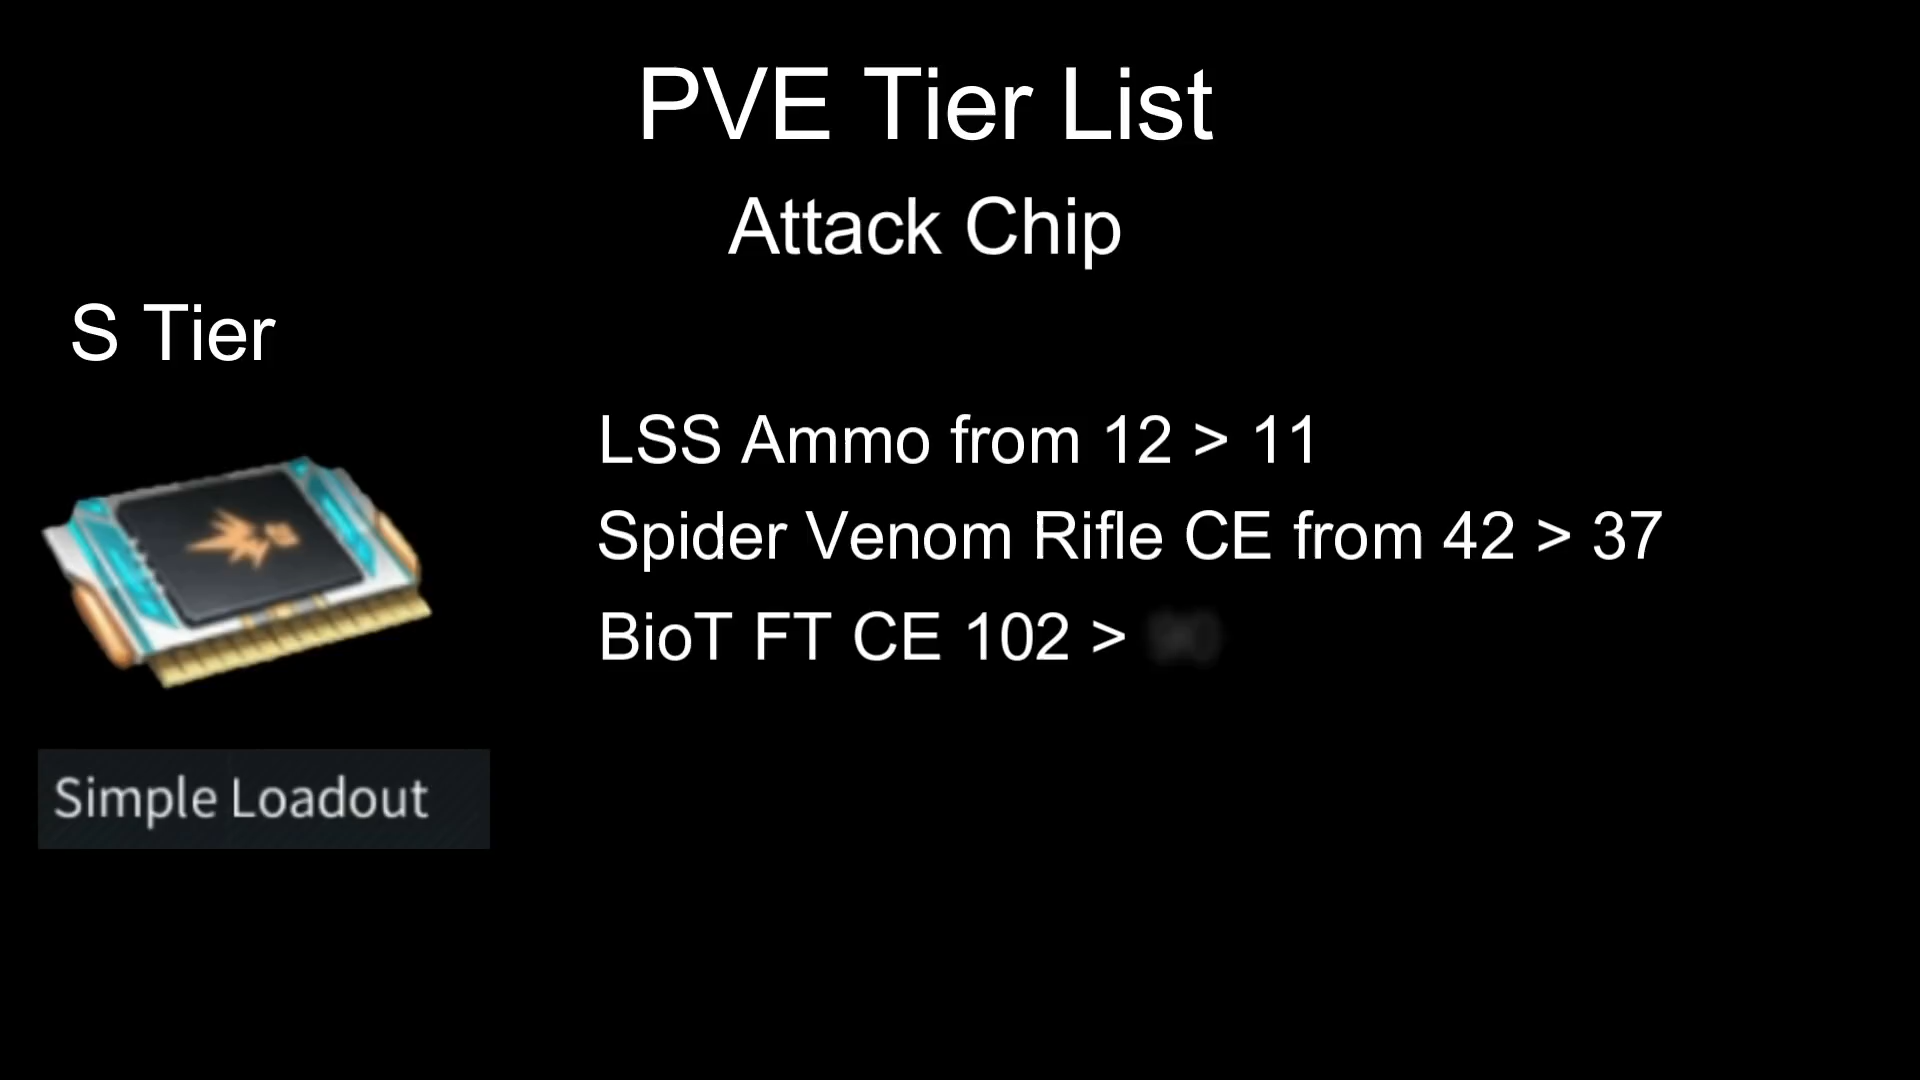 PVE Tier List
Attack Chip
S Tier
LSS Ammo from 12 > 11
Spider Venom Rifle CE from 42 > 37
BioT FT CE 102 >
Simple Loadout